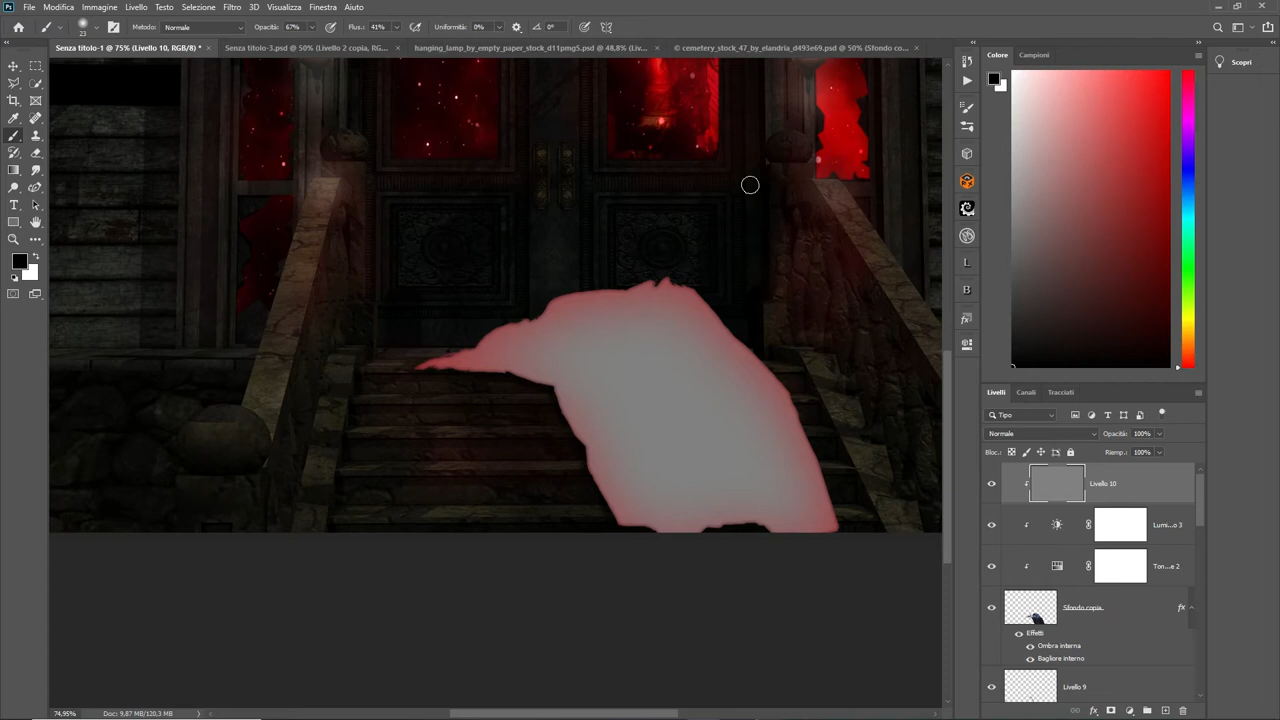 File Modifica Immagine Livello Testo Selezione Filtro 3D Visualizza Finestra Aiuto
Metodo: Normale Opacità: 67% Flus.: 41% Uniformità: 0% 0°
23
Senza titolo-1 @ 75% (Livello 10, RGB/8) * × Senza titolo-3.psd @ 50% (Livello 2 copia, RG... × hanging_lamp_by_empty_paper_stock_d11pmg5.psd @ 48,8% (Liv... × © cemetery_stock_47_by_elandria_d493e69.psd @ 50% (Sfondo co... ×
Colore Campioni
Scopri
Livelli Canali Tracciati
Tipo
Normale Opacità: 100%
Bloc.: Riemp.: 100%
Livello 10
Lumi...o 3
Ton...e 2
Sfondo copia fx
Effetti
Ombra interna
Bagliore interno
Livello 9
74,95% Doc: 9,87 MB/120,3 MB